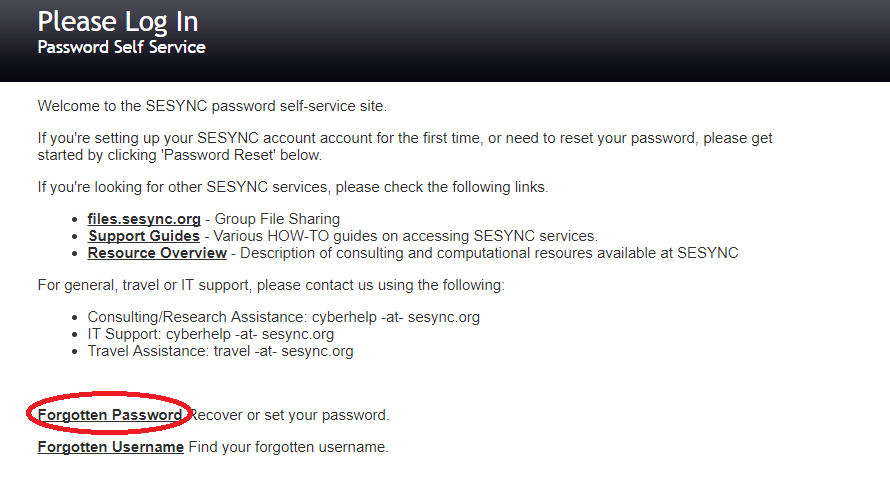 Please Log In
Password Self Service
Welcome to the SESYNC password self-service site.
If you're setting up your SESYNC account account for the first time, or need to reset your password, please get
started by clicking 'Password Reset' below.
If you're looking for other SESYNC services, please check the following links.
files.sesync.org - Group File Sharing
Support Guides - Various HOW-TO guides on accessing SESYNC services.
Resource Overview - Description of consulting and computational resoures available at SESYNC
For general, travel or IT support, please contact us using the following:
Consulting/Research Assistance: cyberhelp -at- sesync.org
IT Support: cyberhelp -at- sesync.org
Travel Assistance: travel -at- sesync.org
Forgotten Password Recover or set your password.
Forgotten Username Find your forgotten username.